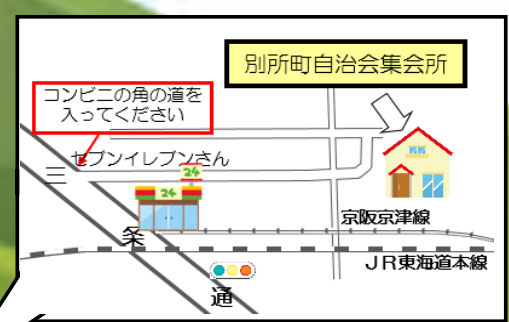 別所町自治会集会所
コンビニの角の道を
入ってください
セブンイレブンさん
24
24
三
条
通
京阪京津線
JR東海道本線